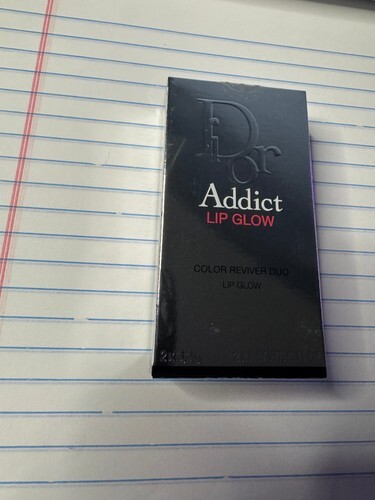 Dior
Addict
LIP GLOW
COLOR REVIVER DUO
LIP GLOW